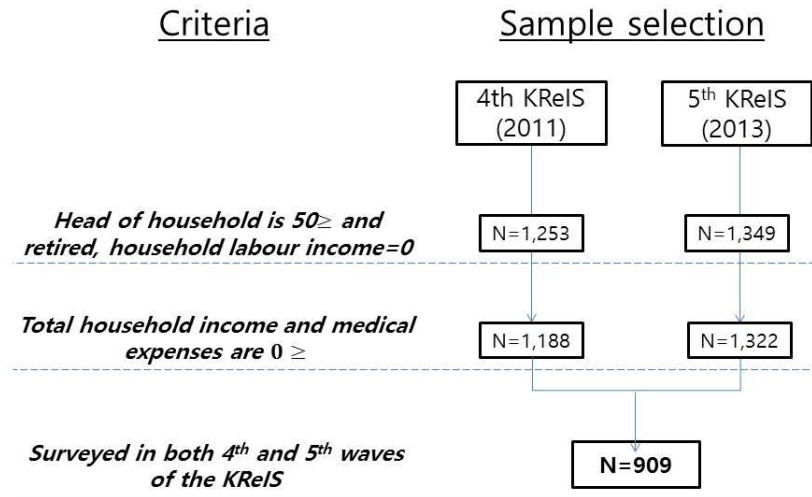 Criteria
Sample selection
4th KReIS
(2011)
5th KReIS
(2013)
Head of household is 50≥ and
retired, household labour income=0
N=1,253
N=1,349
Total household income and medical
expenses are 0 ≥
N=1,188
N=1,322
Surveyed in both 4th and 5th waves
of the KReIS
N=909